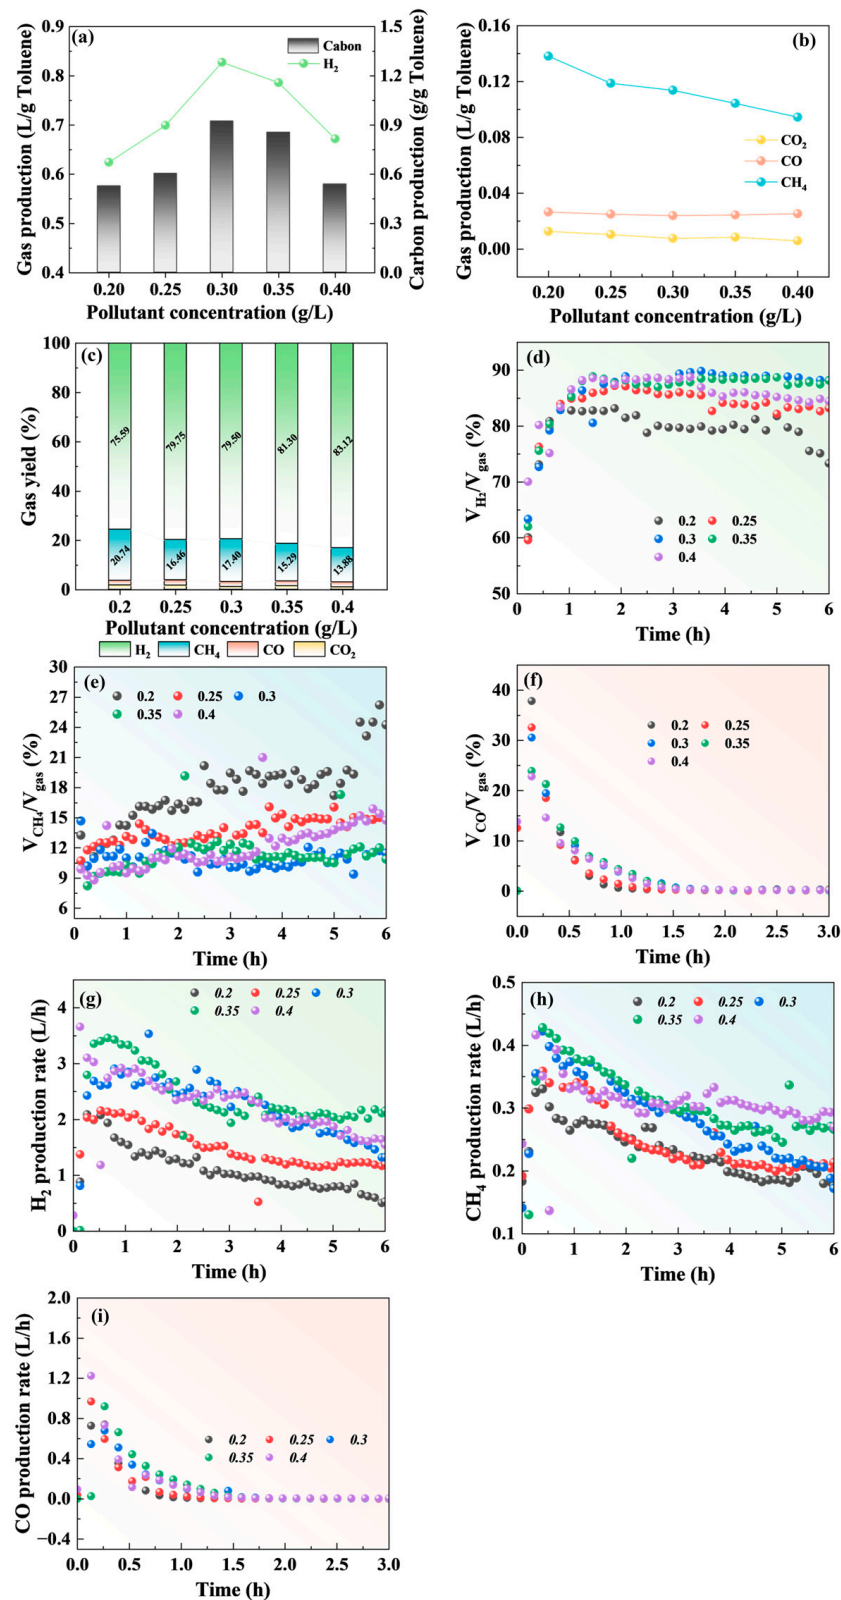 (a)
Cabon
H₂
Gas production (L/g Toluene)
0.9
0.8
0.7
0.6
0.5
0.4
Carbon production (g/g Toluene)
1.5
1.2
0.9
0.6
0.3
0.0
0.20 0.25 0.30 0.35 0.40
Pollutant concentration (g/L)
(b)
CO₂
CO
CH₄
Gas production (L/g Toluene)
0.16
0.12
0.08
0.04
0.00
0.20 0.25 0.30 0.35 0.40
Pollutant concentration (g/L)
(c)
Gas yield (%)
100
80
60
40
20
0
75.59 79.75 79.50 81.30 83.12
20.74 16.46 17.40 15.29 13.88
0.2 0.25 0.3 0.35 0.4
Pollutant concentration (g/L)
H₂ CH₄ CO CO₂
(d)
V_H₂/V_gas (%)
90
80
70
60
50
0.2 0.25
0.3 0.35
0.4
0 1 2 3 4 5 6
Time (h)
(e)
0.2 0.25 0.3
0.35 0.4
V_CH₄/V_gas (%)
30
27
24
21
18
15
12
9
6
0 1 2 3 4 5 6
Time (h)
(f)
V_CO/V_gas (%)
40
30
20
10
0
0.2 0.25
0.3 0.35
0.4
0.0 0.5 1.0 1.5 2.0 2.5 3.0
Time (h)
(g)
0.2 0.25 0.3
0.35 0.4
H₂ production rate (L/h)
4
3
2
1
0
0 1 2 3 4 5 6
Time (h)
(h)
0.2 0.25 0.3
0.35 0.4
CH₄ production rate (L/h)
0.5
0.4
0.3
0.2
0.1
0 1 2 3 4 5 6
Time (h)
(i)
CO production rate (L/h)
2.0
1.6
1.2
0.8
0.4
0.0
−0.4
0.2 0.25 0.3
0.35 0.4
0.0 0.5 1.0 1.5 2.0 2.5 3.0
Time (h)